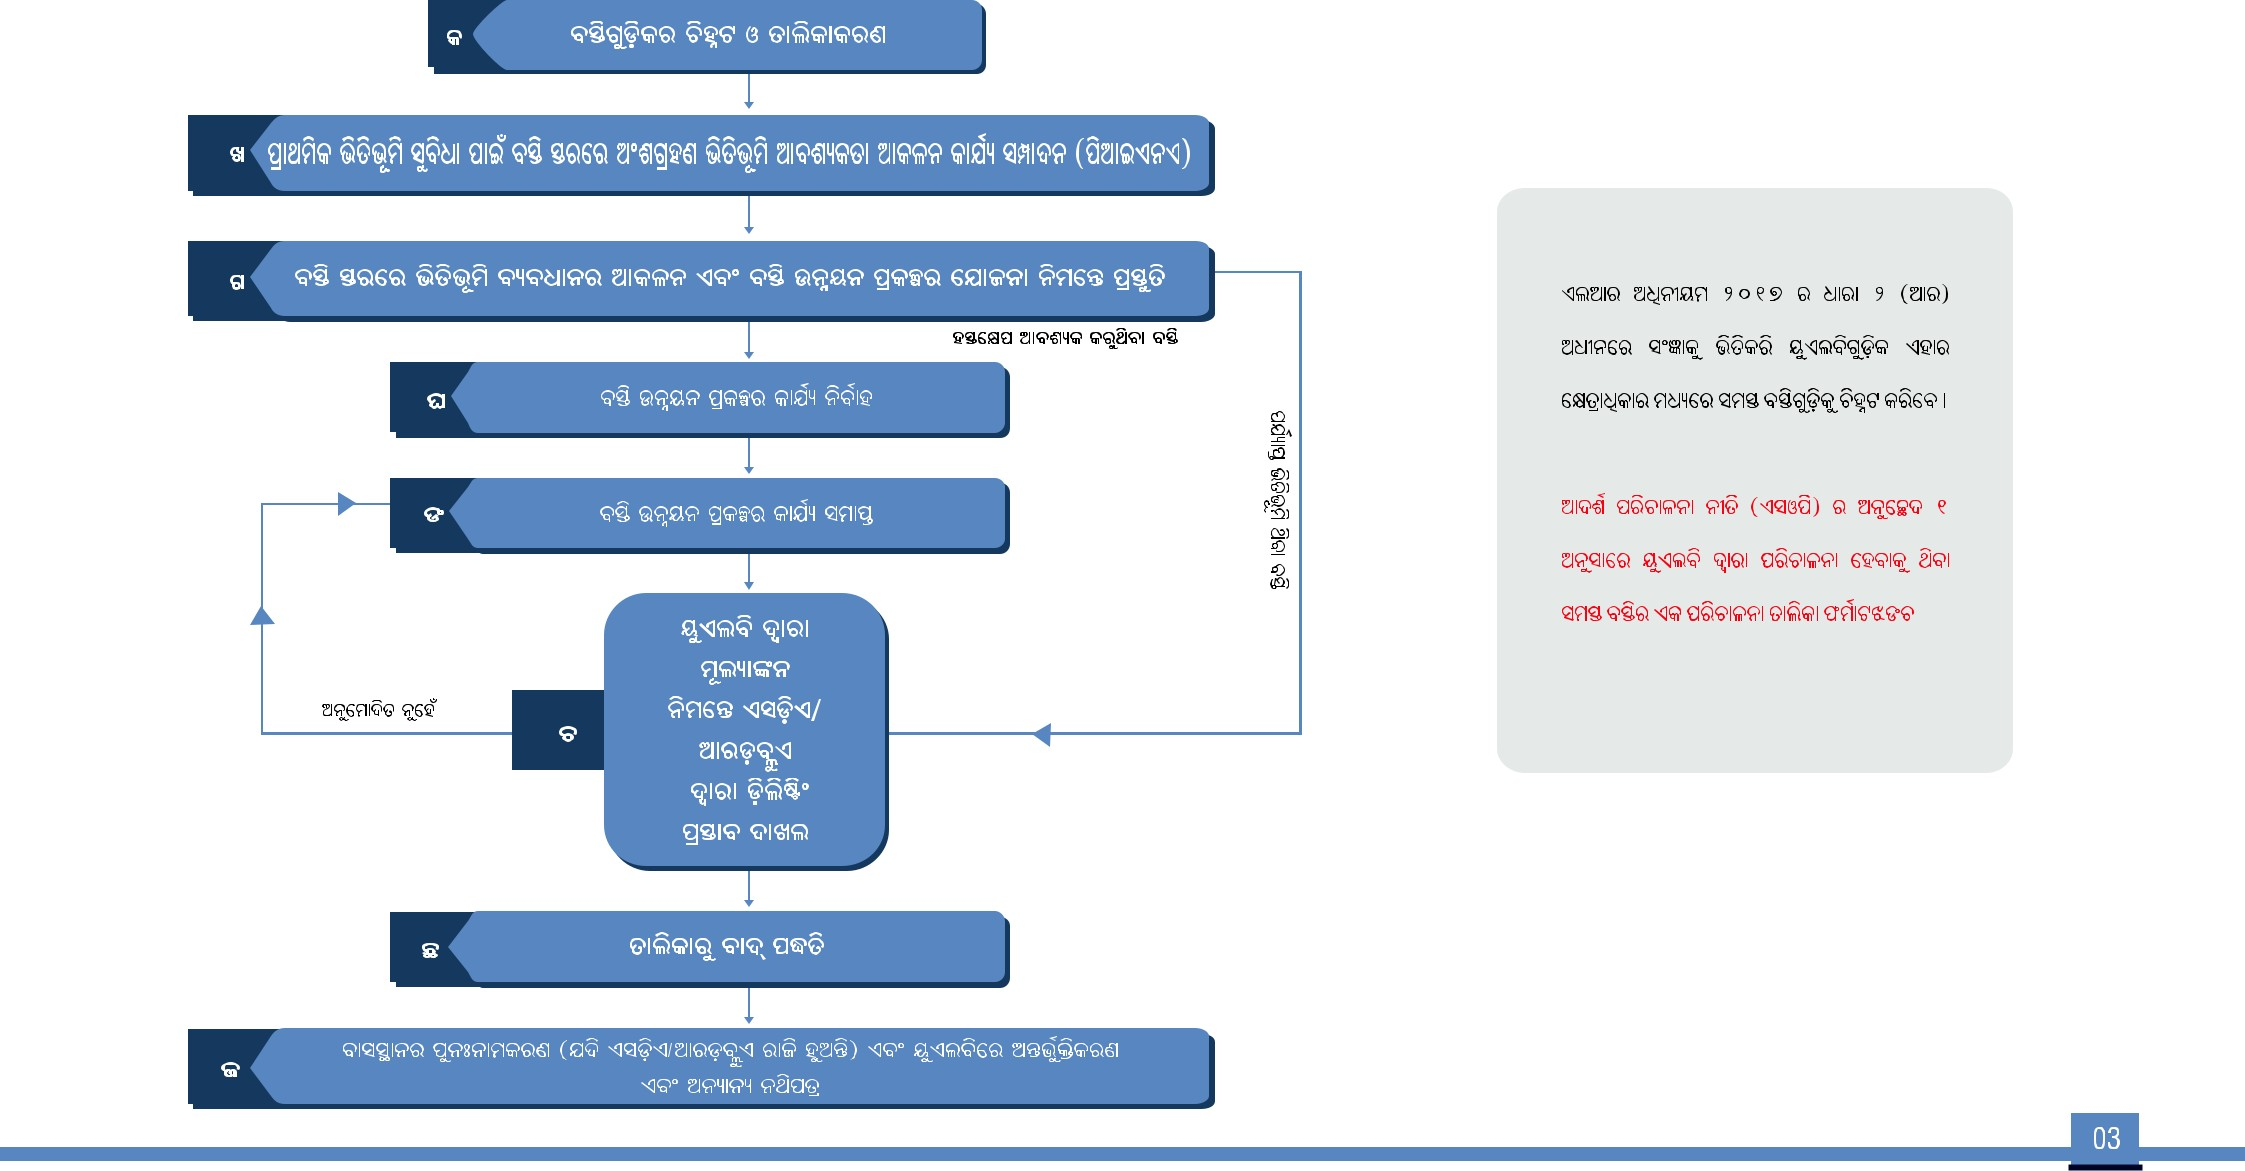 କ
ବସ୍ତିଗୁଡ଼ିକର ଚିହ୍ନଟ ଓ ତାଲିକାକରଣ
ଖ
ପ୍ରାଥମିକ ଭିତିଭୂମି ସୁବିଧା ପାଇଁ ବସ୍ତି ସ୍ତରରେ ଅଂଶଗ୍ରହଣ ଭିତିଭୂମି ଆବଶ୍ୟକତା ଆକଳନ କାର୍ଯ୍ୟ ସମ୍ପାଦନ (ପିଆଇଏନଏ)
ଗ
ବସ୍ତି ସ୍ତରରେ ଭିତିଭୂମି ବ୍ୟବଧାନର ଆକଳନ ଏବଂ ବସ୍ତି ଉନ୍ନୟନ ପ୍ରକଳ୍ପର ଯୋଜନା ନିମନ୍ତେ ପ୍ରସ୍ତୁତି
ହସ୍ତକ୍ଷେପ ଆବଶ୍ୟକ କରୁଥିବା ବସ୍ତି
ଘ
ବସ୍ତି ଉନ୍ନୟନ ପ୍ରକଳ୍ପର କାର୍ଯ୍ୟ ନିର୍ବାହ
ପର୍ଯ୍ୟାପ୍ତ ଭିତିଭୂମି ଥିବା ବସ୍ତି
ଙ
ବସ୍ତି ଉନ୍ନୟନ ପ୍ରକଳ୍ପର କାର୍ଯ୍ୟ ସମାପ୍ତ
ୟୁଏଲବି ଦ୍ୱାରା
ମୂଲ୍ୟାଙ୍କନ
ନିମନ୍ତେ ଏସଡ଼ିଏ/
ଆରଡ଼ବ୍ଲୁଏ
ଦ୍ୱାରା ଡ଼ିଲିଷ୍ଟିଂ
ପ୍ରସ୍ତାବ ଦାଖଲ
ଅନୁମୋଦିତ ନୁହେଁ
ଚ
ଛ
ତାଲିକାରୁ ବାଦ୍ ପଦ୍ଧତି
ଜ
ବାସସ୍ଥାନର ପୁନଃନାମକରଣ (ଯଦି ଏସଡ଼ିଏ/ଆରଡ଼ବ୍ଲୁଏ ରାଜି ହୁଅନ୍ତି) ଏବଂ ୟୁଏଲବିରେ ଅନ୍ତର୍ଭୁକ୍ତିକରଣ
ଏବଂ ଅନ୍ୟାନ୍ୟ ନଥିପତ୍ର
ଏଲଆର ଅଧିନୀୟମ ୨୦୧୭ ର ଧାରା ୨ (ଆର)
ଅଧୀନରେ ସଂଜ୍ଞାକୁ ଭିତିକରି ୟୁଏଲବିଗୁଡ଼ିକ ଏହାର
କ୍ଷେତ୍ରାଧିକାର ମଧ୍ୟରେ ସମସ୍ତ ବସ୍ତିଗୁଡ଼ିକୁ ଚିହ୍ନଟ କରିବେ ।
ଆଦର୍ଶ ପରିଚାଳନା ନୀତି (ଏସଓପି) ର ଅନୁଚ୍ଛେଦ ୧
ଅନୁସାରେ ୟୁଏଲବି ଦ୍ୱାରା ପରିଚାଳନା ହେବାକୁ ଥିବା
ସମସ୍ତ ବସ୍ତିର ଏକ ପରିଚାଳନା ତାଲିକା ଫର୍ମାଟଝଙଚ
03